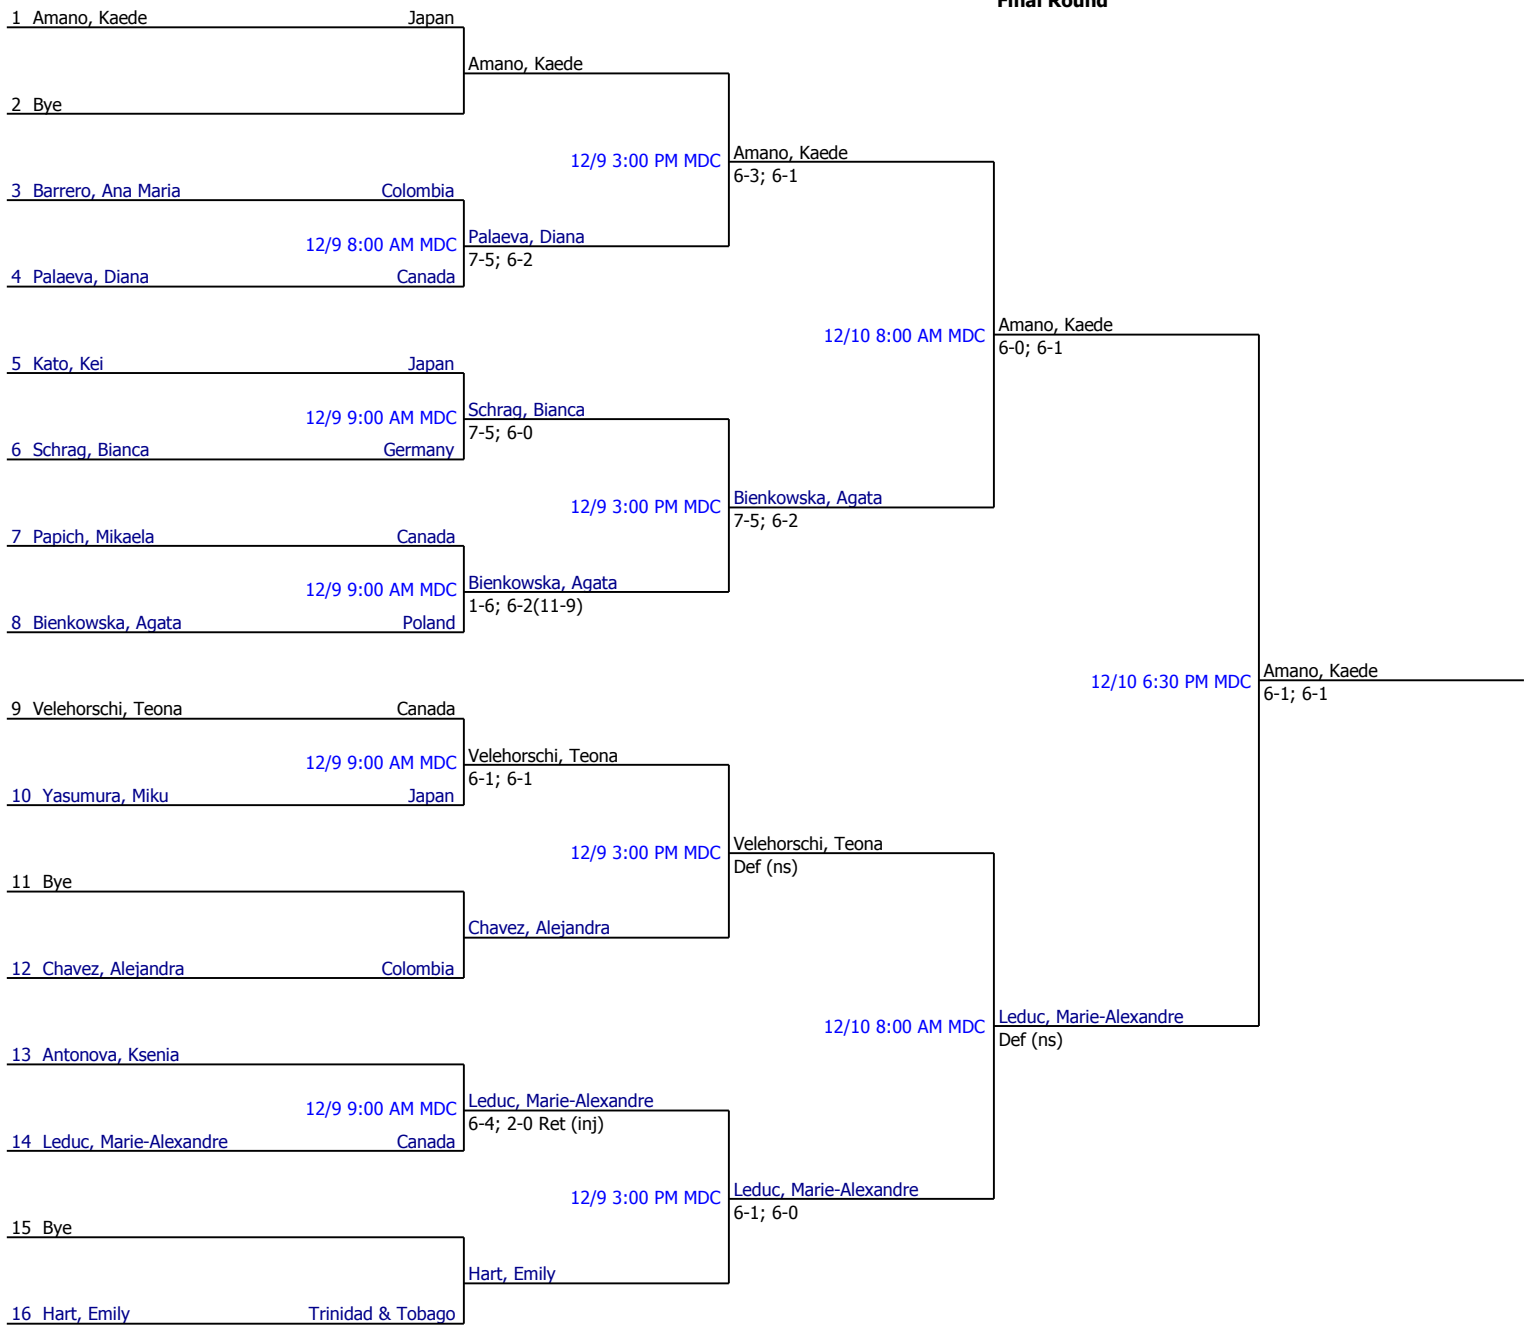 Final Round
1 Amano, Kaede Japan
Amano, Kaede
2 Bye
12/9 3:00 PM MDC Amano, Kaede
6-3; 6-1
3 Barrero, Ana Maria Colombia
12/9 8:00 AM MDC Palaeva, Diana
7-5; 6-2
4 Palaeva, Diana Canada
12/10 8:00 AM MDC Amano, Kaede
6-0; 6-1
5 Kato, Kei Japan
12/9 9:00 AM MDC Schrag, Bianca
7-5; 6-0
6 Schrag, Bianca Germany
12/9 3:00 PM MDC Bienkowska, Agata
7-5; 6-2
7 Papich, Mikaela Canada
12/9 9:00 AM MDC Bienkowska, Agata
1-6; 6-2(11-9)
8 Bienkowska, Agata Poland
12/10 6:30 PM MDC Amano, Kaede
6-1; 6-1
9 Velehorschi, Teona Canada
12/9 9:00 AM MDC Velehorschi, Teona
6-1; 6-1
10 Yasumura, Miku Japan
12/9 3:00 PM MDC Velehorschi, Teona
Def (ns)
11 Bye
Chavez, Alejandra
12 Chavez, Alejandra Colombia
12/10 8:00 AM MDC Leduc, Marie-Alexandre
Def (ns)
13 Antonova, Ksenia
12/9 9:00 AM MDC Leduc, Marie-Alexandre
6-4; 2-0 Ret (inj)
14 Leduc, Marie-Alexandre Canada
12/9 3:00 PM MDC Leduc, Marie-Alexandre
6-1; 6-0
15 Bye
Hart, Emily
16 Hart, Emily Trinidad & Tobago